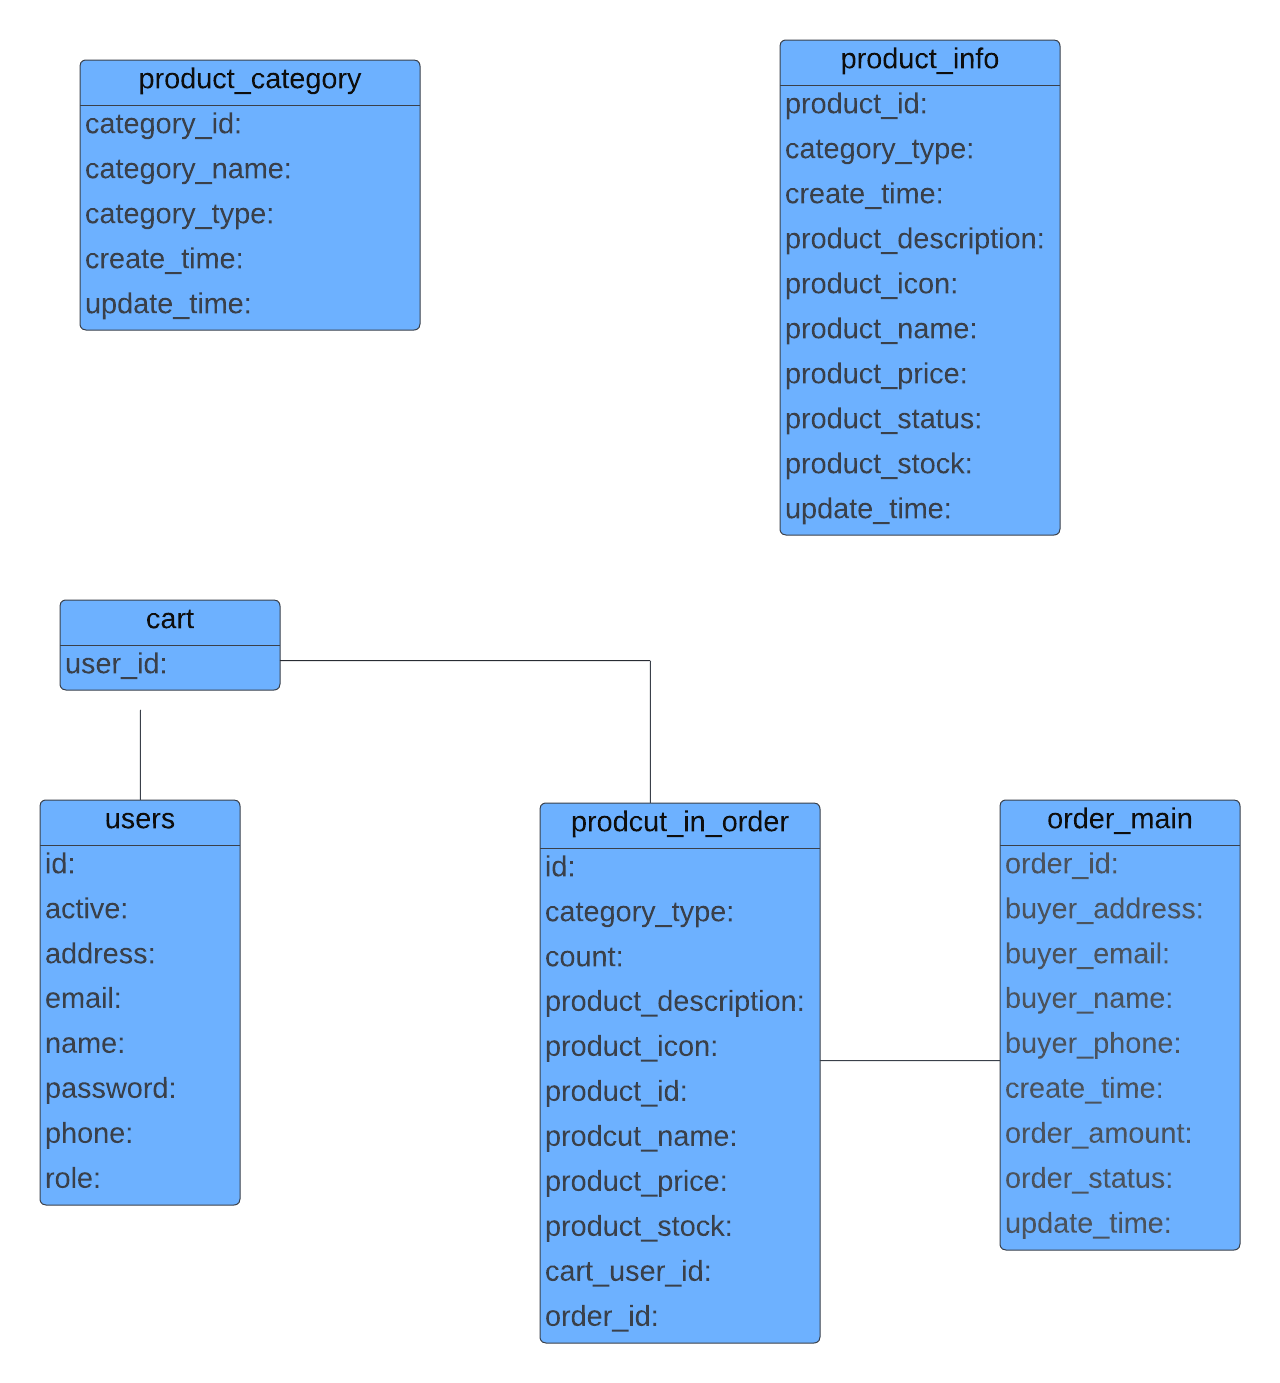 product_category
category_id:
category_name:
category_type:
create_time:
update_time:
product_info
product_id:
category_type:
create_time:
product_description:
product_icon:
product_name:
product_price:
product_status:
product_stock:
update_time:
cart
user_id:
users
id:
active:
address:
email:
name:
password:
phone:
role:
prodcut_in_order
id:
category_type:
count:
product_description:
product_icon:
product_id:
prodcut_name:
product_price:
product_stock:
cart_user_id:
order_id:
order_main
order_id:
buyer_address:
buyer_email:
buyer_name:
buyer_phone:
create_time:
order_amount:
order_status:
update_time: